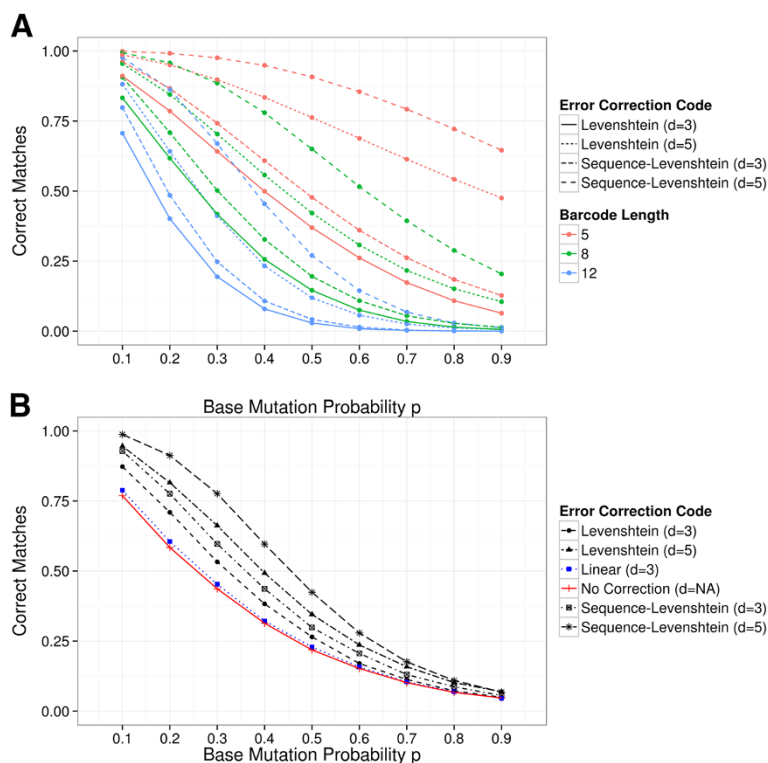 A
Correct Matches
1.00
0.75
0.50
0.25
0.00
0.1 0.2 0.3 0.4 0.5 0.6 0.7 0.8 0.9
Base Mutation Probability p
Error Correction Code
Levenshtein (d=3)
Levenshtein (d=5)
Sequence-Levenshtein (d=3)
Sequence-Levenshtein (d=5)
Barcode Length
5
8
12
B
Correct Matches
1.00
0.75
0.50
0.25
0.00
0.1 0.2 0.3 0.4 0.5 0.6 0.7 0.8 0.9
Base Mutation Probability p
Error Correction Code
Levenshtein (d=3)
Levenshtein (d=5)
Linear (d=3)
No Correction (d=NA)
Sequence-Levenshtein (d=3)
Sequence-Levenshtein (d=5)